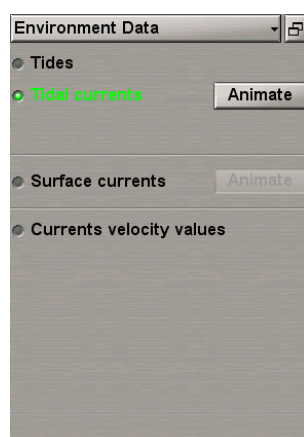 Environment Data
Tides
Tidal currents Animate
Surface currents Animate
Currents velocity values